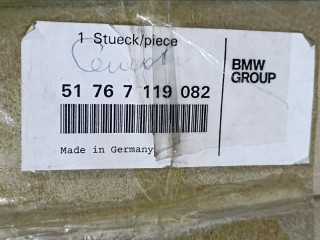 1 Stueck/piece
51 76 7 119 082
Made in Germany
BMW
GROUP